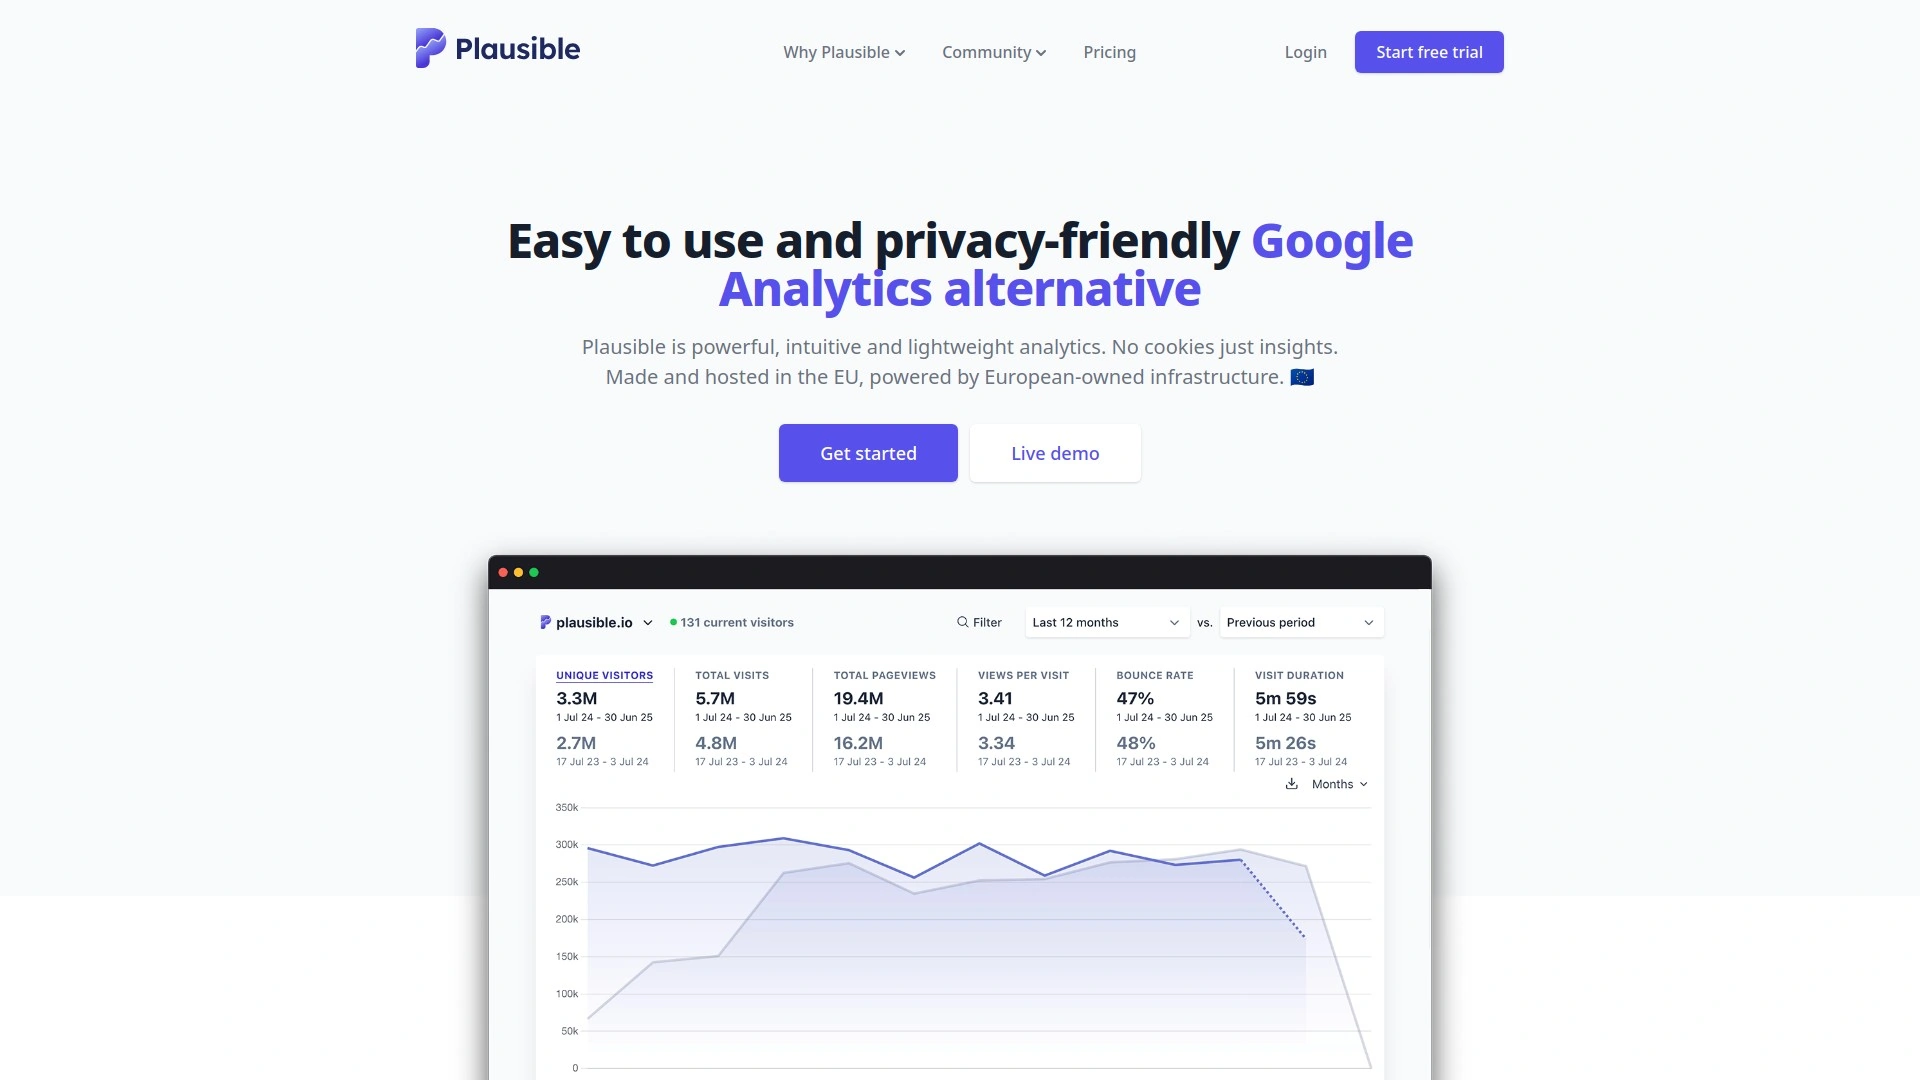 Plausible
Why Plausible
Community
Pricing
Login
Start free trial
Easy to use and privacy-friendly Google
Analytics alternative
Plausible is powerful, intuitive and lightweight analytics. No cookies just insights.
Made and hosted in the EU, powered by European-owned infrastructure. 🇪🇺
Get started
Live demo
plausible.io
131 current visitors
Filter
Last 12 months
vs.
Previous period
UNIQUE VISITORS
3.3M
1 Jul 24 - 30 Jun 25
2.7M
17 Jul 23 - 3 Jul 24
TOTAL VISITS
5.7M
1 Jul 24 - 30 Jun 25
4.8M
17 Jul 23 - 3 Jul 24
TOTAL PAGEVIEWS
19.4M
1 Jul 24 - 30 Jun 25
16.2M
17 Jul 23 - 3 Jul 24
VIEWS PER VISIT
3.41
1 Jul 24 - 30 Jun 25
3.34
17 Jul 23 - 3 Jul 24
BOUNCE RATE
47%
1 Jul 24 - 30 Jun 25
48%
17 Jul 23 - 3 Jul 24
VISIT DURATION
5m 59s
1 Jul 24 - 30 Jun 25
5m 26s
17 Jul 23 - 3 Jul 24
Months
350k
300k
250k
200k
150k
100k
50k
0